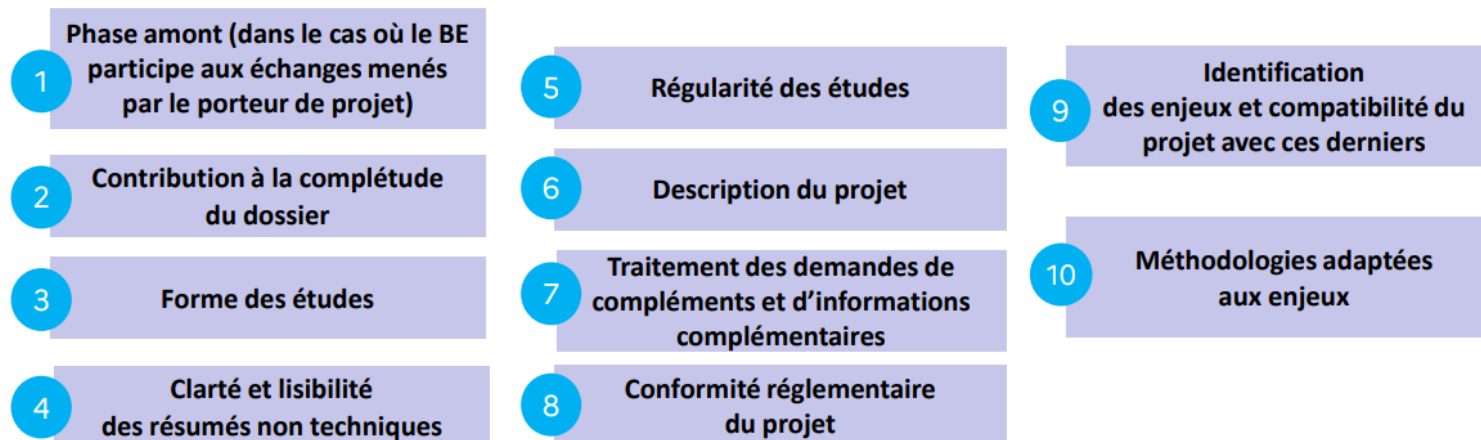 1
Phase amont (dans le cas où le BE
participe aux échanges menés
par le porteur de projet)
2
Contribution à la complétude
du dossier
3
Forme des études
4
Clarté et lisibilité
des résumés non techniques
5
Régularité des études
6
Description du projet
7
Traitement des demandes de
compléments et d’informations
complémentaires
8
Conformité réglementaire
du projet
9
Identification
des enjeux et compatibilité du
projet avec ces derniers
10
Méthodologies adaptées
aux enjeux